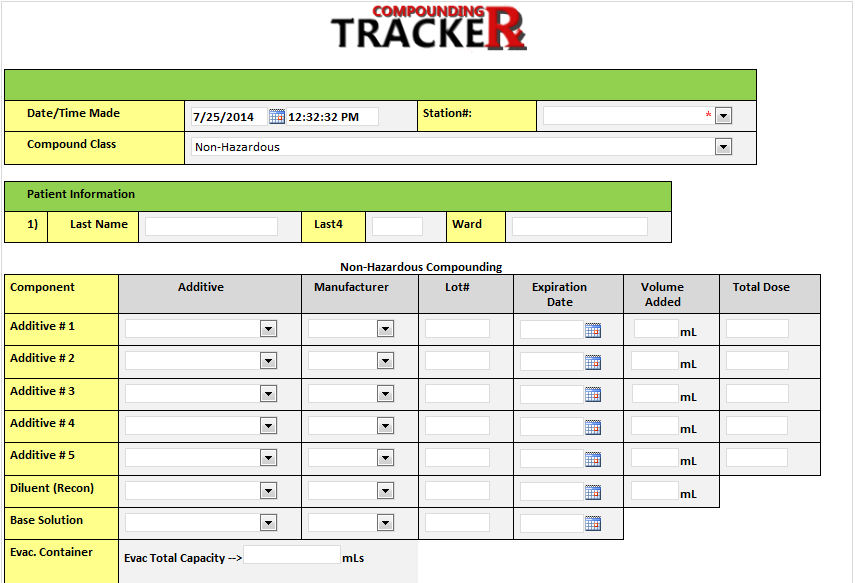 COMPOUNDING
TRACKER
Date/Time Made 7/25/2014 12:32:32 PM Station#: *
Compound Class Non-Hazardous
Patient Information
1) Last Name Last4 Ward
Non-Hazardous Compounding
Component Additive Manufacturer Lot# Expiration Date Volume Added Total Dose
Additive # 1 mL
Additive # 2 mL
Additive # 3 mL
Additive # 4 mL
Additive # 5 mL
Diluent (Recon) mL
Base Solution
Evac. Container Evac Total Capacity --> mLs